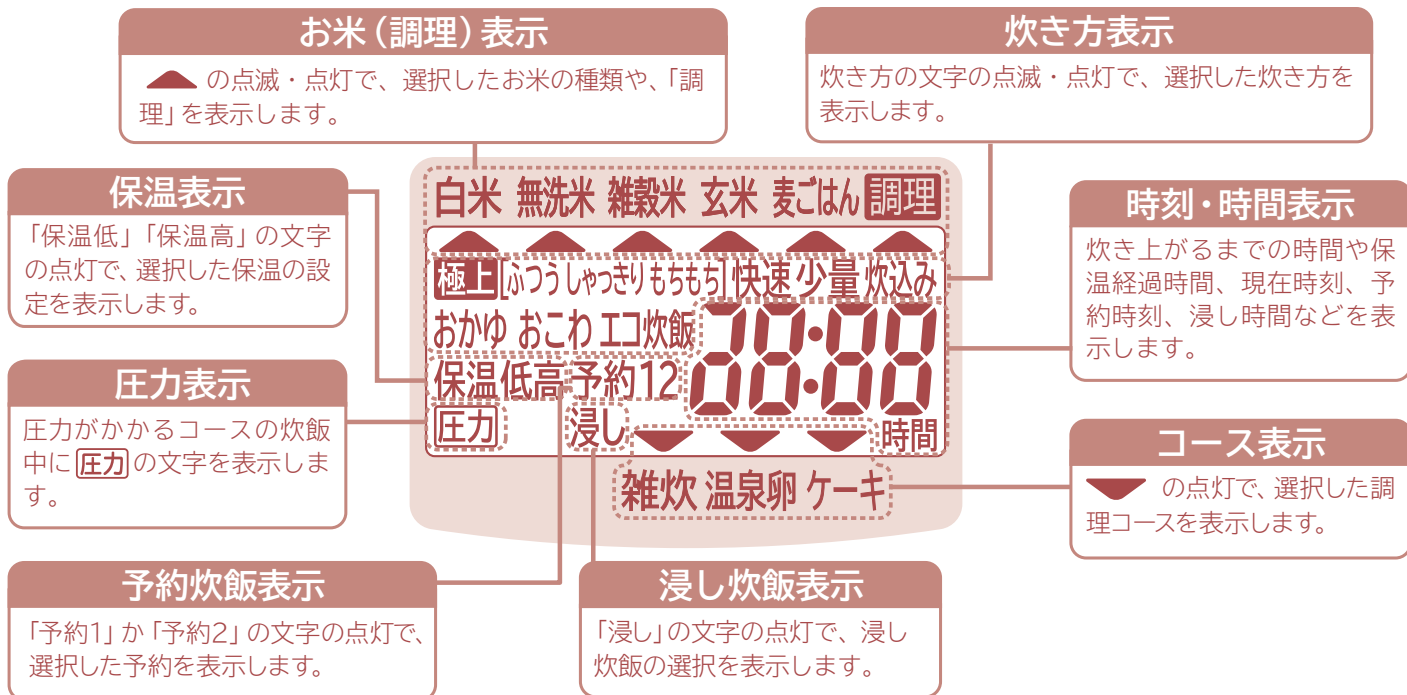 お米（調理）表示
の点滅・点灯で、選択したお米の種類や、「調
理」を表示します。
炊き方表示
炊き方の文字の点滅・点灯で、選択した炊き方を
表示します。
保温表示
「保温低」「保温高」の文字
の点灯で、選択した保温の設
定を表示します。
圧力表示
圧力がかかるコースの炊飯
中に圧力の文字を表示しま
す。
白米 無洗米 雑穀米 玄米 麦ごはん 調理
極上[ふつう しゃっきり もちもち] 快速 少量 炊込み
おかゆ おこわ エコ炊飯
88:88
保温 低高 予約12
圧力 浸し 時間
雑炊 温泉卵 ケーキ
時刻・時間表示
炊き上がるまでの時間や保
温経過時間、現在時刻、予
約時刻、浸し時間などを表
示します。
コース表示
の点灯で、選択した調
理コースを表示します。
予約炊飯表示
「予約1」か「予約2」の文字の点灯で、
選択した予約を表示します。
浸し炊飯表示
「浸し」の文字の点灯で、浸し
炊飯の選択を表示します。